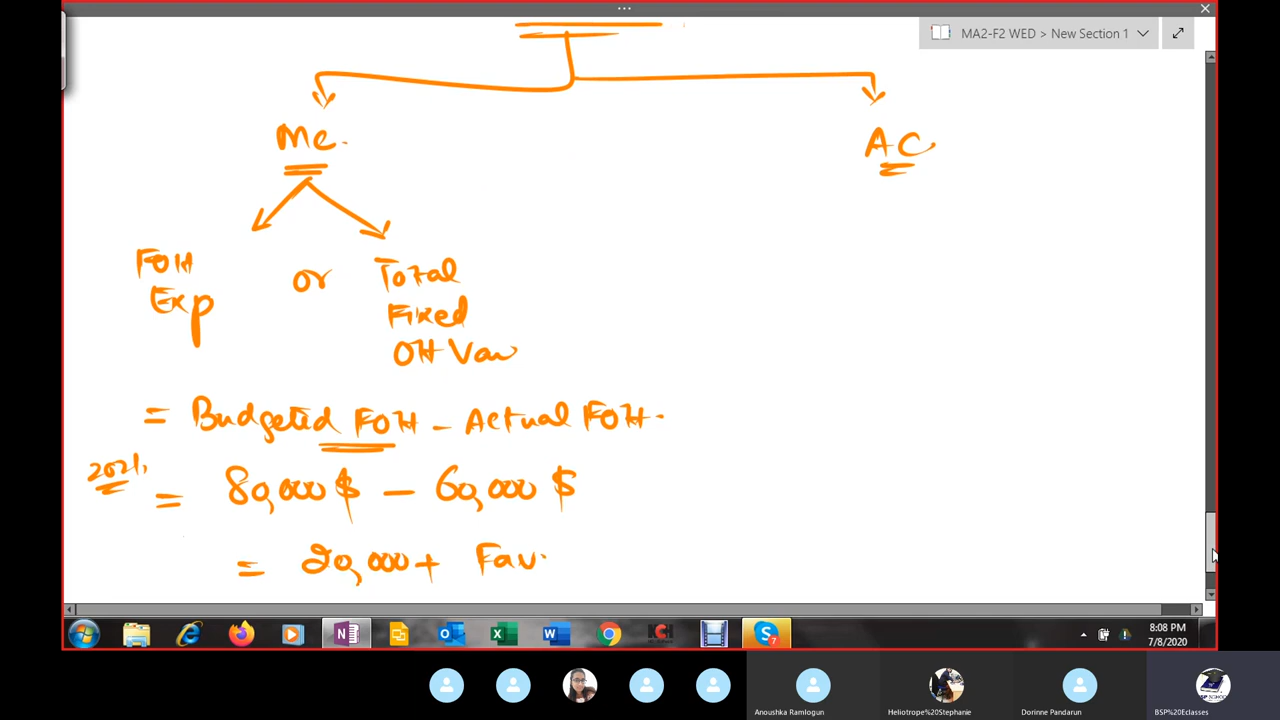 MA2-F2 WED > New Section 1
Mc.
AC
FOH
Exp
or
Total
Fixed
OH Var
= Budgeted FOH - Actual FOH.
2021,
= 80,000 $ - 60,000 $
= 20,000 + Fav.
8:08 PM
7/8/2020
Anoushka Ramlogun
Heliotrope%20Stephanie
Dorinne Pandarun
BSP%20Eclasses